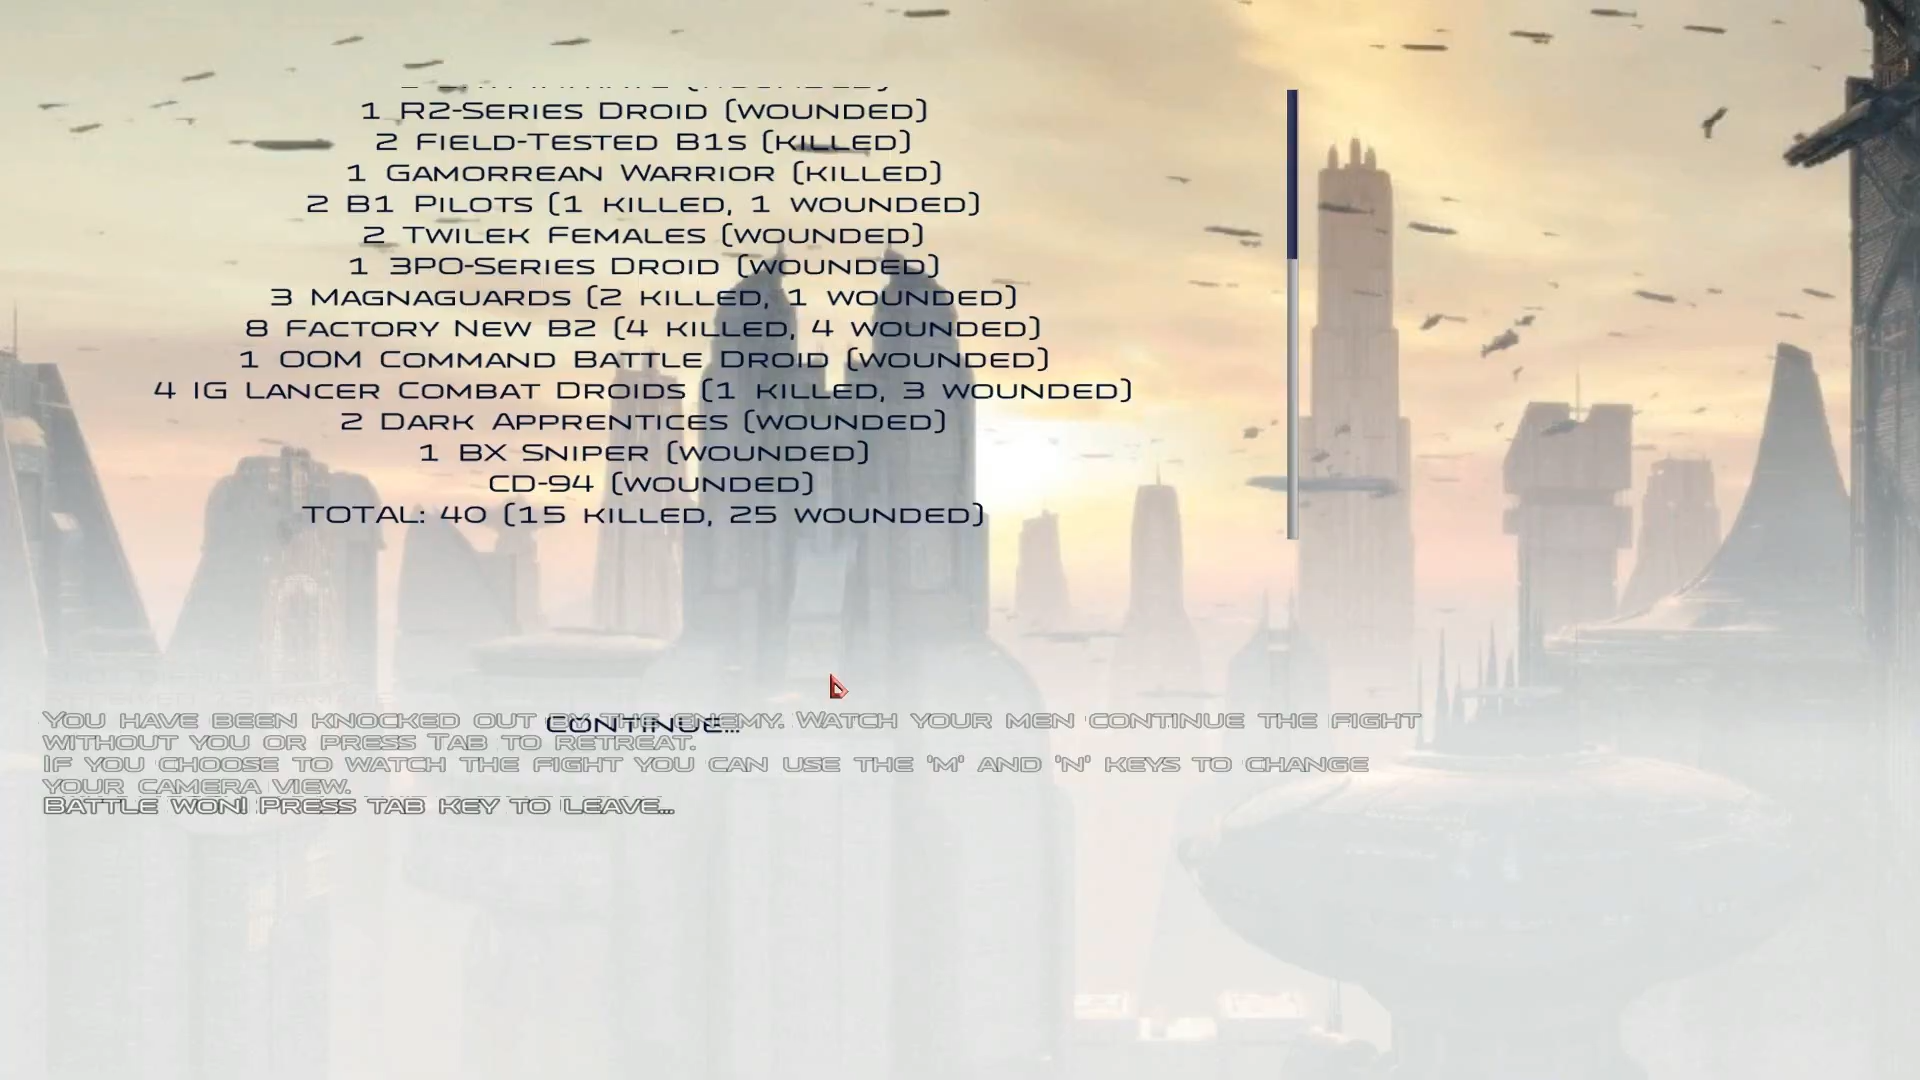 1 R2-Series Droid (wounded)
2 Field-Tested B1s (killed)
1 Gamorrean Warrior (killed)
2 B1 Pilots (1 killed, 1 wounded)
2 Twilek Females (wounded)
1 3PO-Series Droid (wounded)
3 Magnaguards (2 killed, 1 wounded)
8 Factory New B2 (4 killed, 4 wounded)
1 OOM Command Battle Droid (wounded)
4 IG Lancer Combat Droids (1 killed, 3 wounded)
2 Dark Apprentices (wounded)
1 BX Sniper (wounded)
CD-94 (wounded)
TOTAL: 40 (15 killed, 25 wounded)
You have been knocked out by the enemy. Watch your men continue the fight
without you or press Tab to retreat.
Continue...
If you choose to watch the fight you can use the 'M' and 'N' keys to change
your camera view.
Battle won! Press tab key to leave...